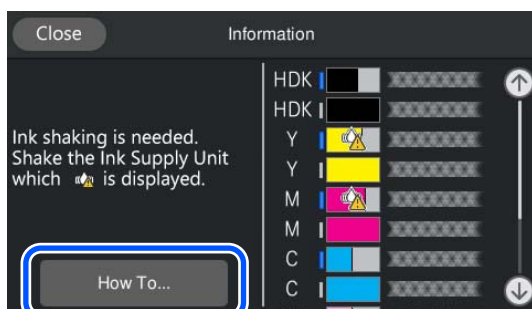 Close
Information
Ink shaking is needed.
Shake the Ink Supply Unit
which is displayed.
How To...
HDK
HDK
Y
Y
M
M
C
C